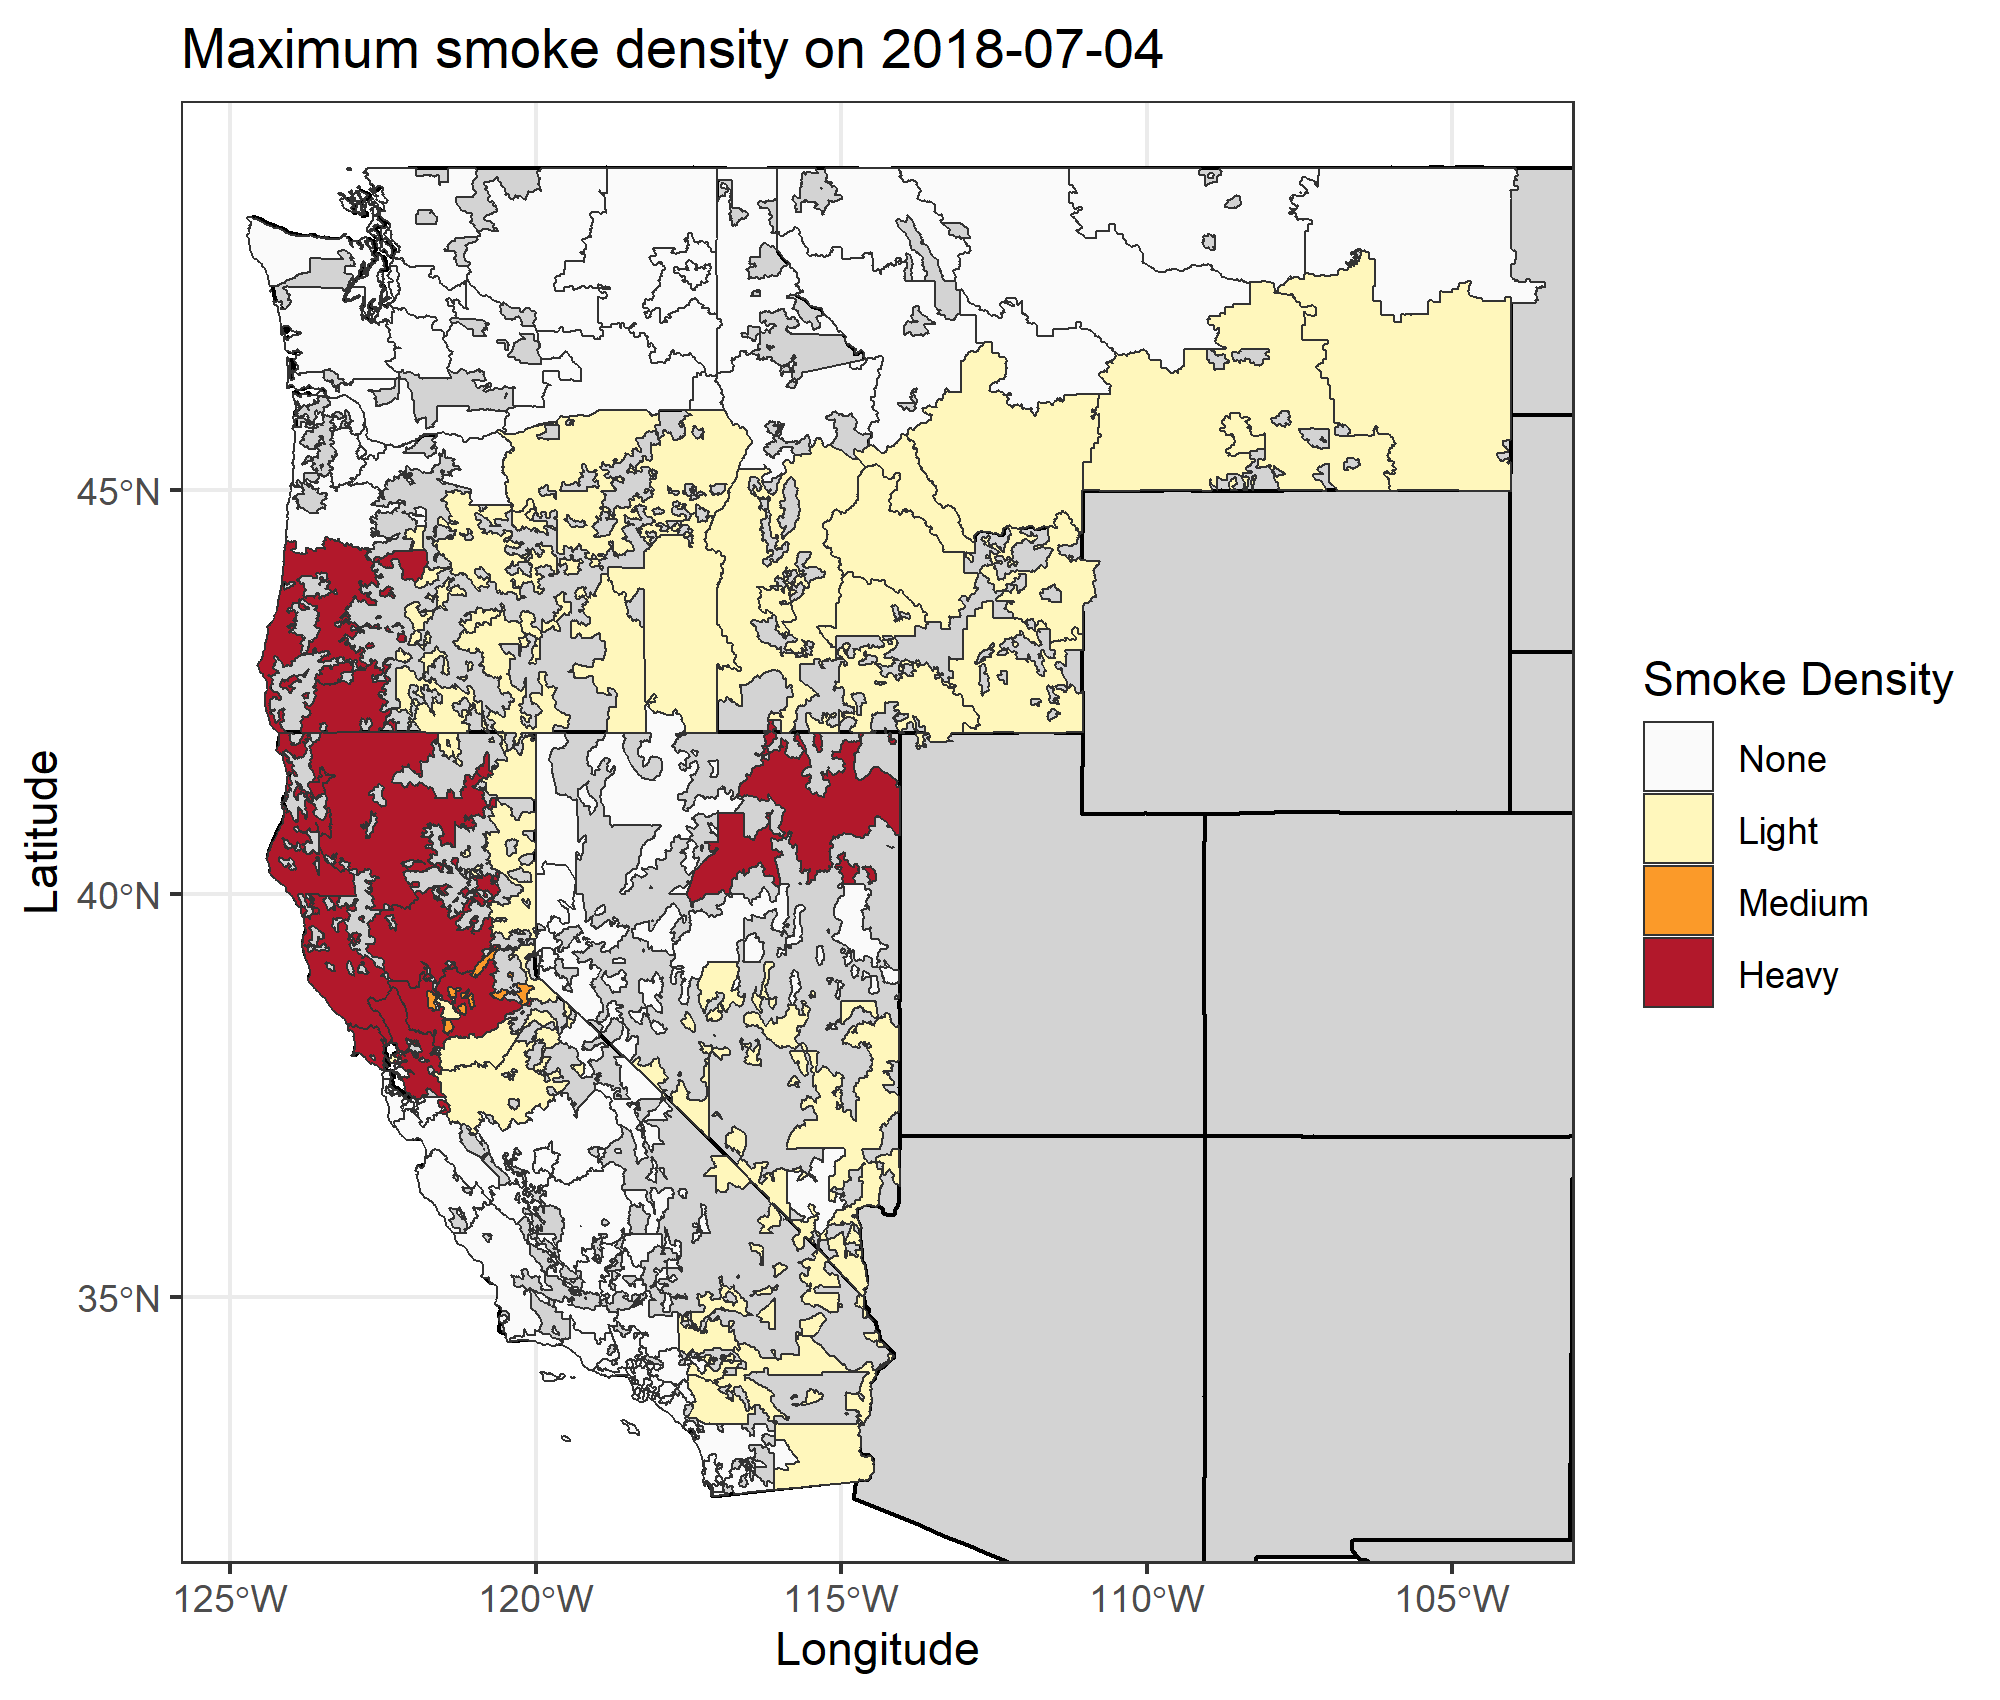 Maximum smoke density on 2018-07-04
45°N
40°N
35°N
Latitude
125°W
120°W
115°W
110°W
105°W
Longitude
Smoke Density
None
Light
Medium
Heavy